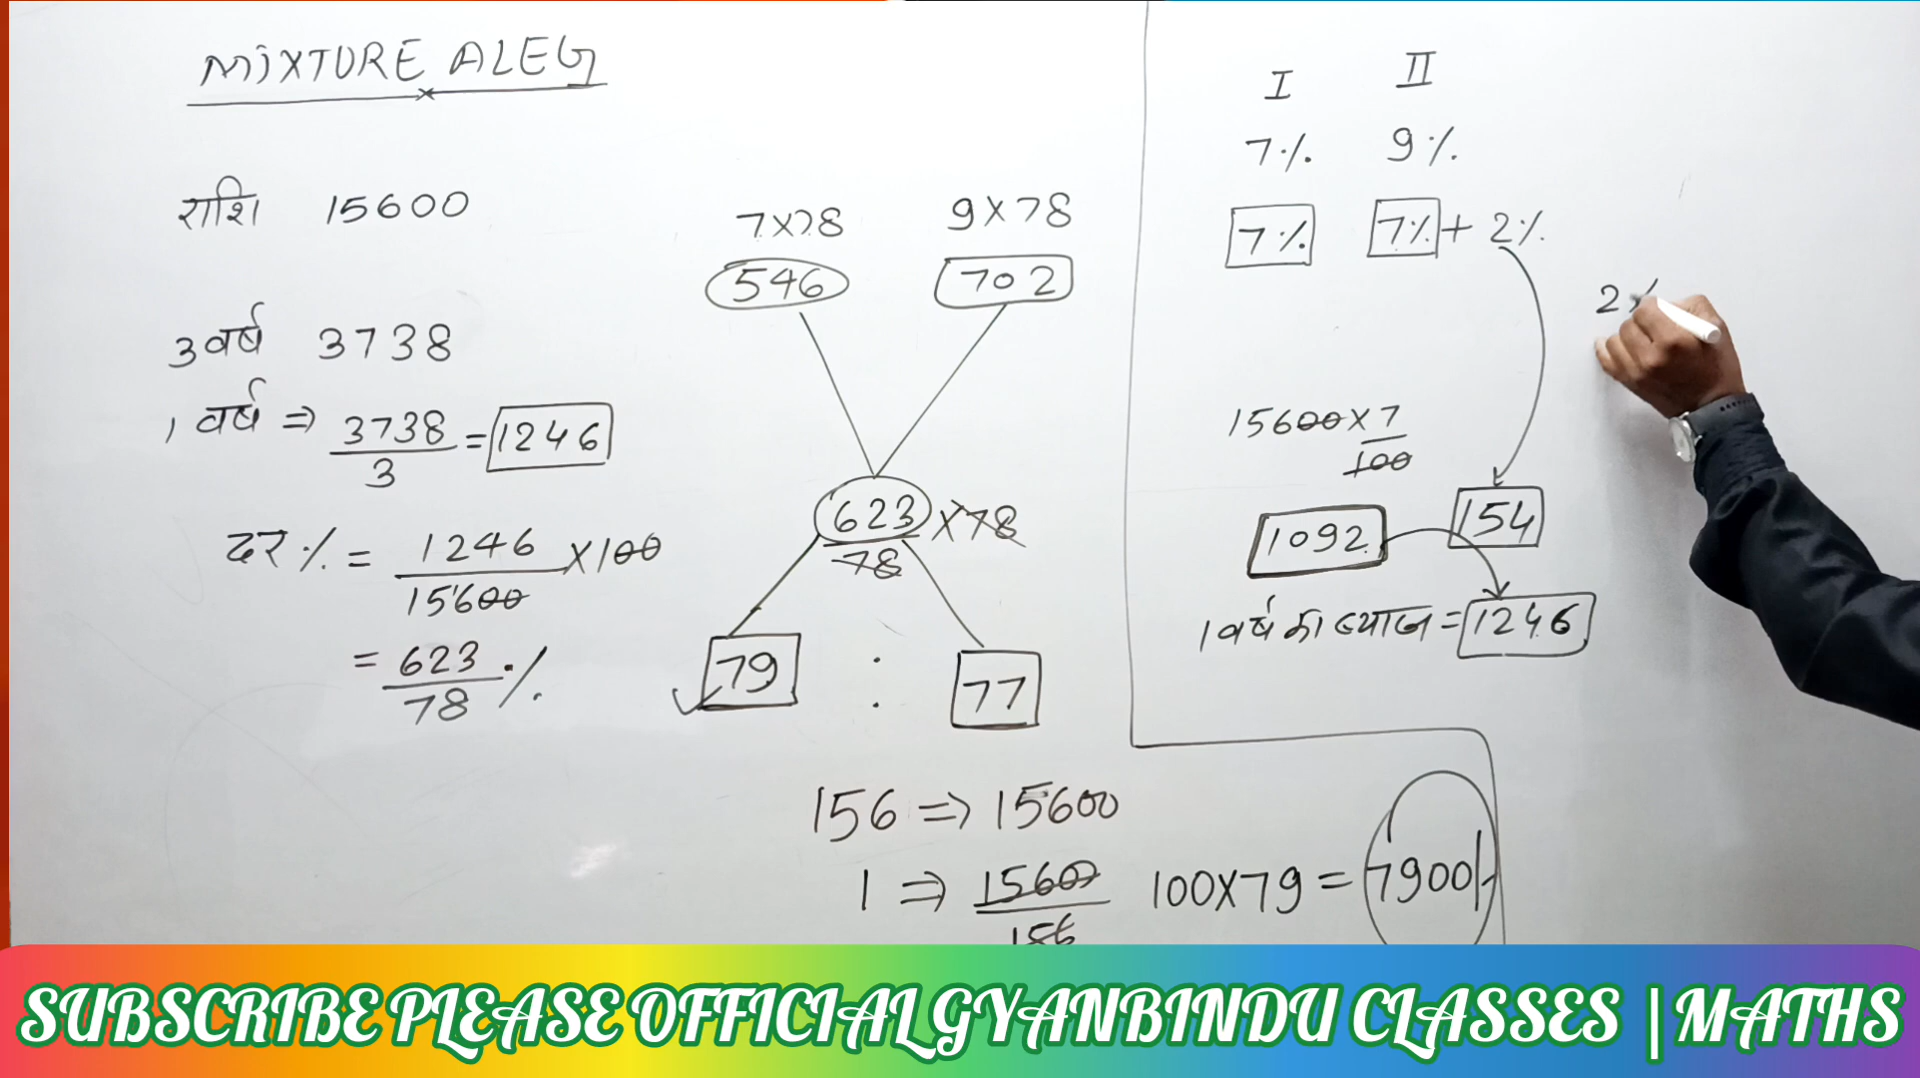 MIXTURE ALEG
राशि 15600
3 वर्ष 3738
1 वर्ष ⇒ 3738/3 = 1246
दर % = 1246/15600 × 100
= 623/78 %
7×78 9×78
546 702
623/78 ×78
79 : 77
156 ⇒ 15600
1 ⇒ 15600/156 100×79 = 7900/-
I II
7% 9%
7% 7% + 2%
2%
15600×7/100
1092 154
1 वर्ष का ब्याज = 1246
SUBSCRIBE PLEASE OFFICIAL GYANBINDU CLASSES | MATHS